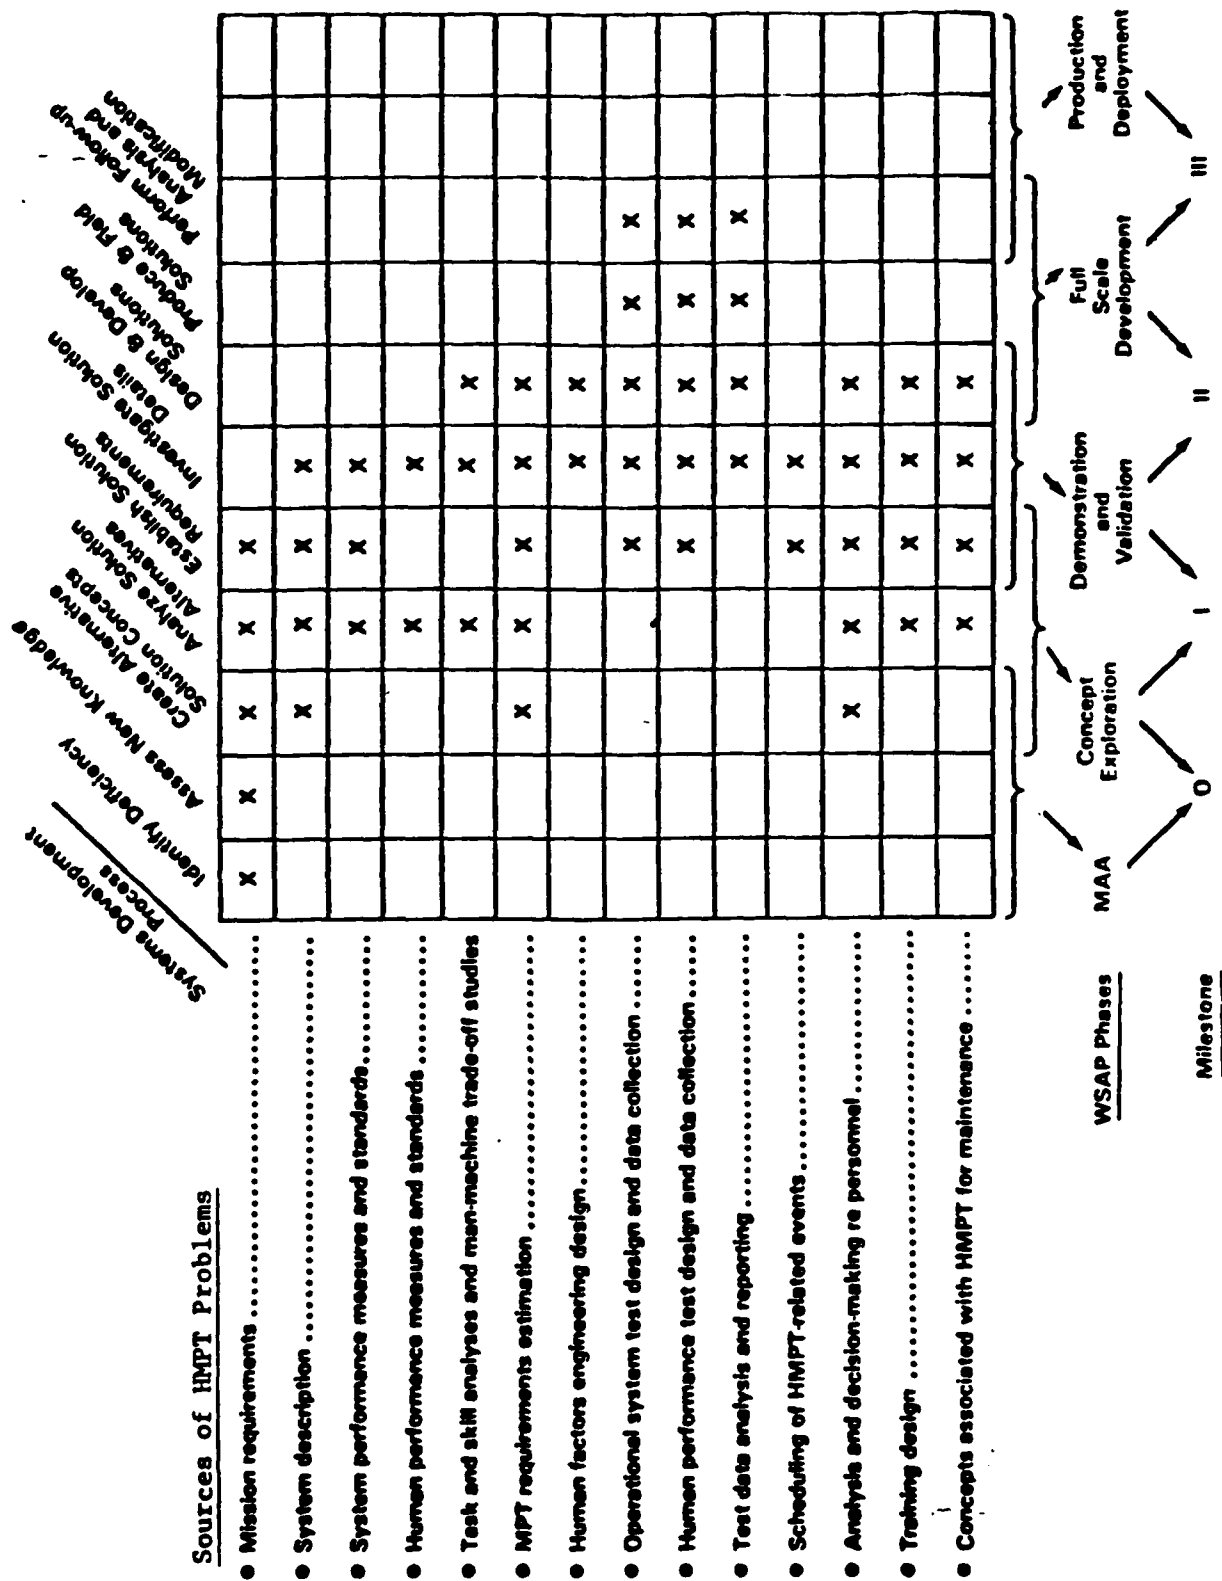 Systems Development
Process
Identify Deficiency
Assess New Knowledge
Create Alternative
Solution Concepts
Analyze Solution
Alternatives
Establish Solution
Requirements
Investigate Solution
Details
Design & Develop
Solutions
Produce & Field
Solutions
Perform Follow-up
Analysis and
Modification
Sources of HMPT Problems
● Mission requirements.......... X X X X X
● System description.......... X X X X
● System performance measures and standards.......... X X X
● Human performance measures and standards.......... X X
● Task and skill analyses and man-machine trade-off studies X X X
● MPT requirements estimation.......... X X X X X
● Human factors engineering design.......... X X
● Operational system test design and data collection...... X X X X X
● Human performance test design and data collection...... X X X X X
● Test data analysis and reporting.......... X X X X
● Scheduling of HMPT-related events.......... X X
● Analysis and decision-making re personnel.......... X X X X X
● Training design.......... X X X X
● Concepts associated with HMPT for maintenance....... X X X X
WSAP Phases
MAA
Concept
Exploration
Demonstration
and
Validation
Full
Scale
Development
Production
and
Deployment
Milestone
0 I II III